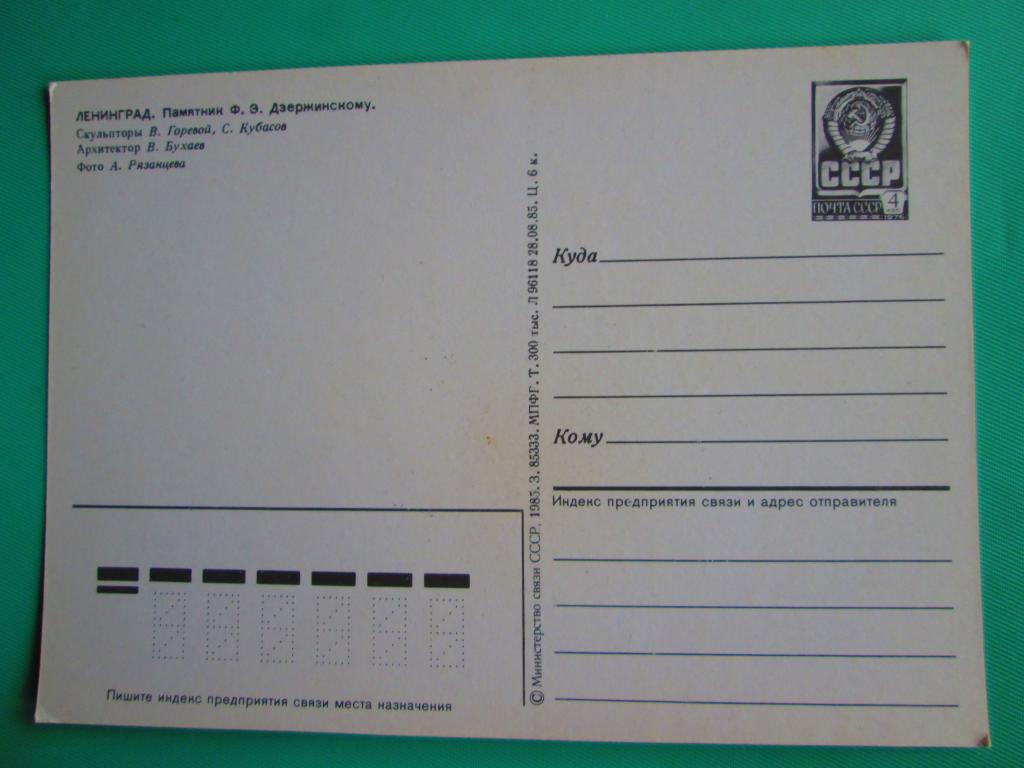 ЛЕНИНГРАД. Памятник Ф. Э. Дзержинскому.
Скульпторы В. Горевой, С. Кубасов
Архитектор В. Бухаев
Фото А. Рязанцева
СССР
ПОЧТА СССР 4
1976
Куда
Кому
Индекс предприятия связи и адрес отправителя
© Министерство связи СССР, 1985. З. 85333. МПФГ. Т. 300 тыс. Л 96118 28.08.85. Ц. 6 к.
Пишите индекс предприятия связи места назначения